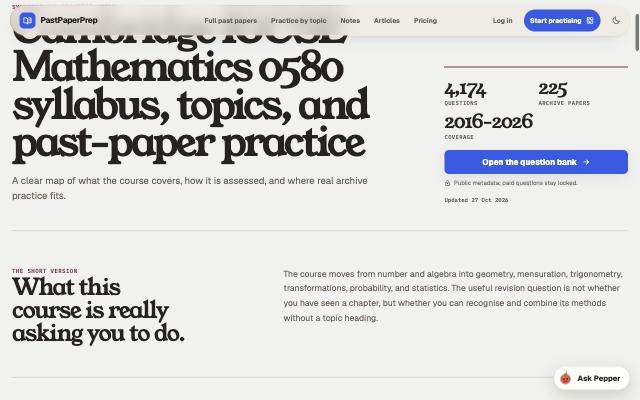 PastPaperPrep
Full past papers
Practice by topic
Notes
Articles
Pricing
Log in
Start practising
Cambridge IGCSE
Mathematics 0580
syllabus, topics, and
past-paper practice
A clear map of what the course covers, how it is assessed, and where real archive
practice fits.
4,174
QUESTIONS
225
ARCHIVE PAPERS
2016-2026
COVERAGE
Open the question bank →
Public metadata; paid questions stay locked.
Updated 27 Oct 2026
THE SHORT VERSION
What this
course is really
asking you to do.
The course moves from number and algebra into geometry, mensuration, trigonometry,
transformations, probability, and statistics. The useful revision question is not whether
you have seen a chapter, but whether you can recognise and combine its methods
without a topic heading.
Ask Pepper